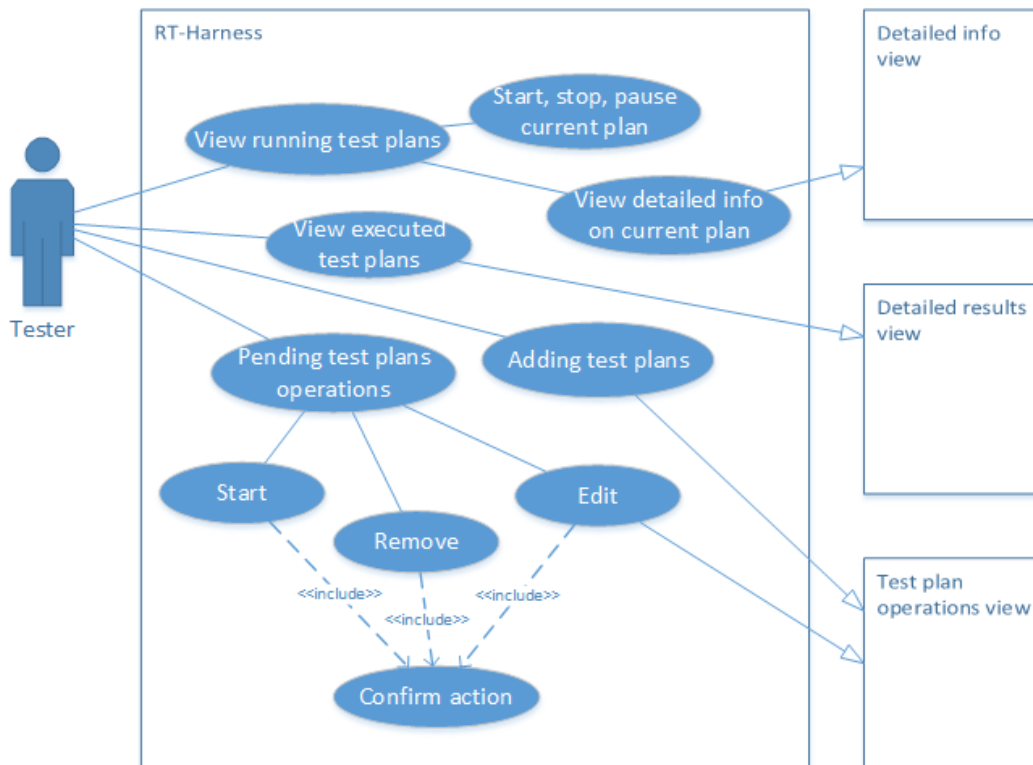 RT-Harness
Detailed info
view
Start, stop, pause
current plan
View running test plans
View detailed info
on current plan
View executed
test plans
Tester
Detailed results
view
Pending test plans
operations
Adding test plans
Start
Edit
Remove
Test plan
operations view
<<include>>
<<include>>
<<include>>
Confirm action